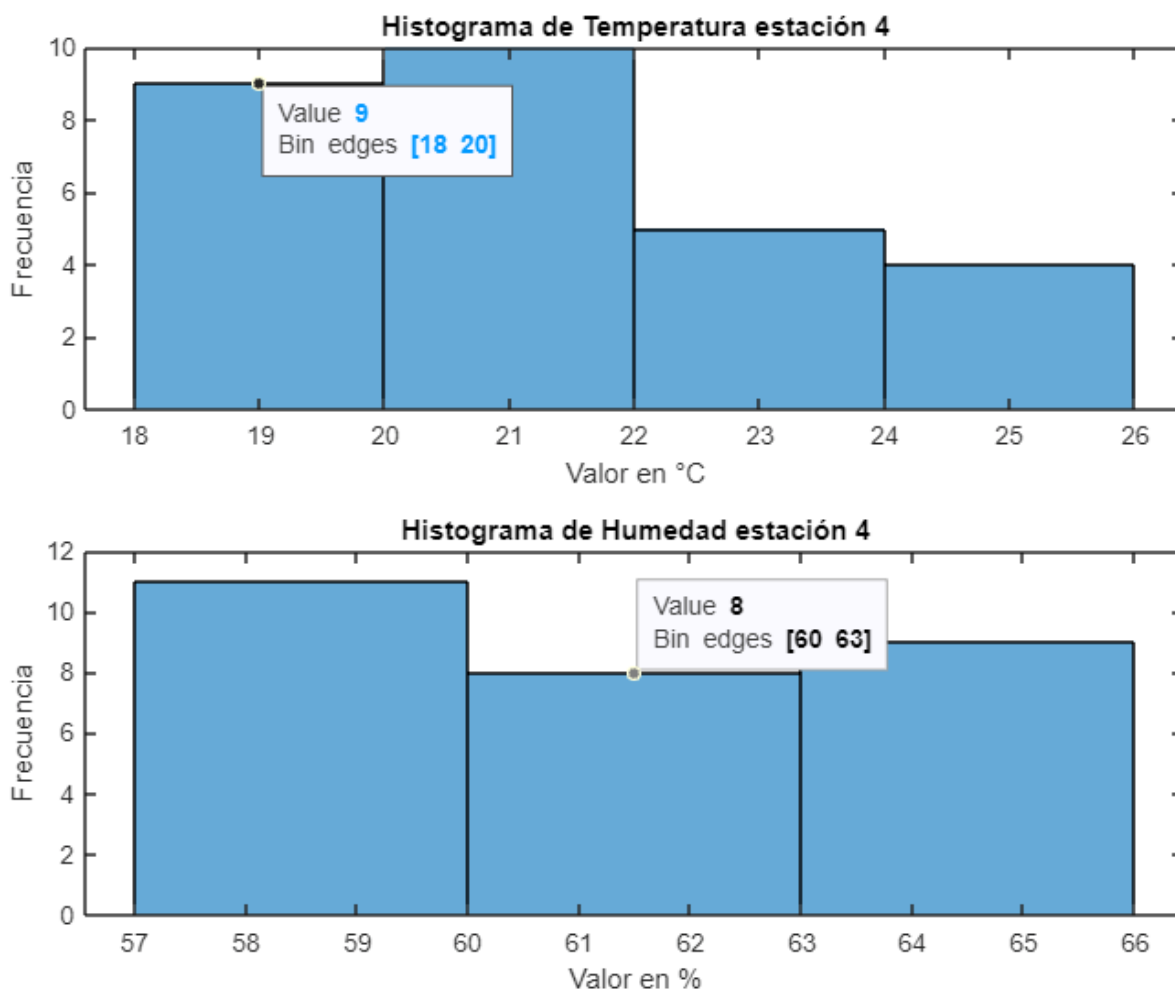 Histograma de Temperatura estación 4
10
8
6
4
2
0
Frecuencia
Value 9
Bin edges [18 20]
18 19 20 21 22 23 24 25 26
Valor en °C
Histograma de Humedad estación 4
12
10
8
6
4
2
0
Frecuencia
Value 8
Bin edges [60 63]
57 58 59 60 61 62 63 64 65 66
Valor en %